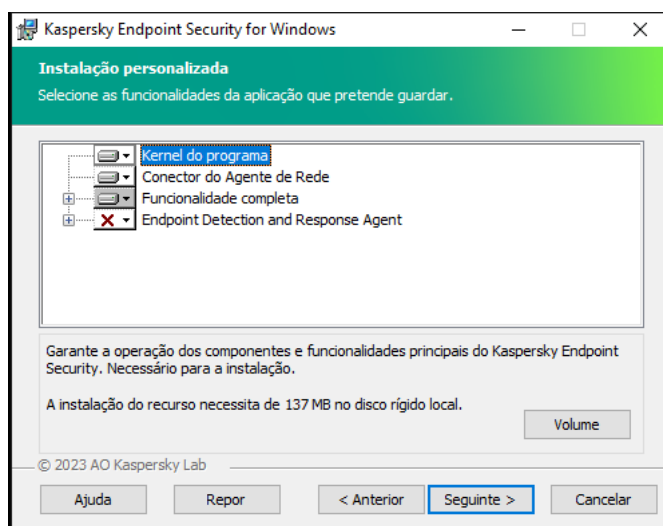 Kaspersky Endpoint Security for Windows
Instalação personalizada
Selecione as funcionalidades da aplicação que pretende guardar.
Kernel do programa
Conector do Agente de Rede
Funcionalidade completa
Endpoint Detection and Response Agent
Garante a operação dos componentes e funcionalidades principais do Kaspersky Endpoint
Security. Necessário para a instalação.
A instalação do recurso necessita de 137 MB no disco rígido local.
Volume
© 2023 AO Kaspersky Lab
Ajuda
Repor
< Anterior
Seguinte >
Cancelar